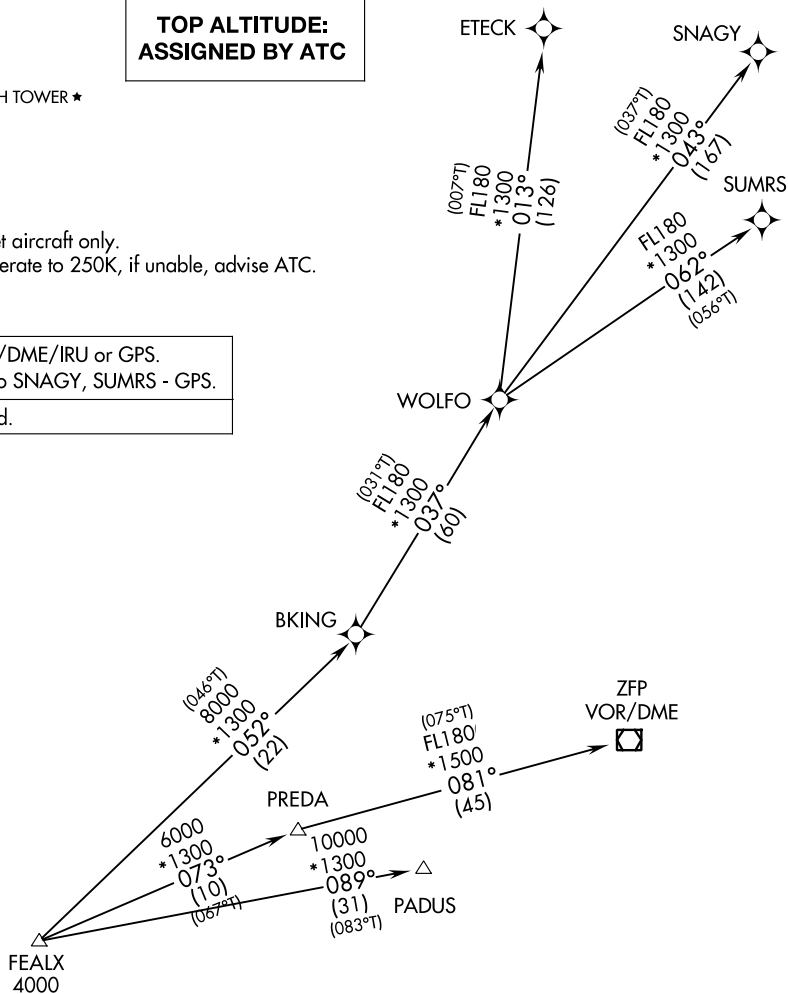 TOP ALTITUDE:
ASSIGNED BY ATC
H TOWER ★
t aircraft only.
erate to 250K, if unable, advise ATC.
/DME/IRU or GPS.
o SNAGY, SUMRS - GPS.
d.
ETECK
SNAGY
(037°T)
FL180
*1300
043°
(167)
(007°T)
FL180
*1300
013°
(126)
SUMRS
FL180
*1300
062°
(142)
(056°T)
WOLFO
(031°T)
FL180
*1300
037°
(60)
BKING
(046°T)
8000
*1300
052°
(22)
ZFP
VOR/DME
(075°T)
FL180
*1500
081°
(45)
PREDA
6000
*1300
073°
(10)
(067°T)
10000
*1300
089°
(31)
(083°T)
PADUS
FEALX
4000